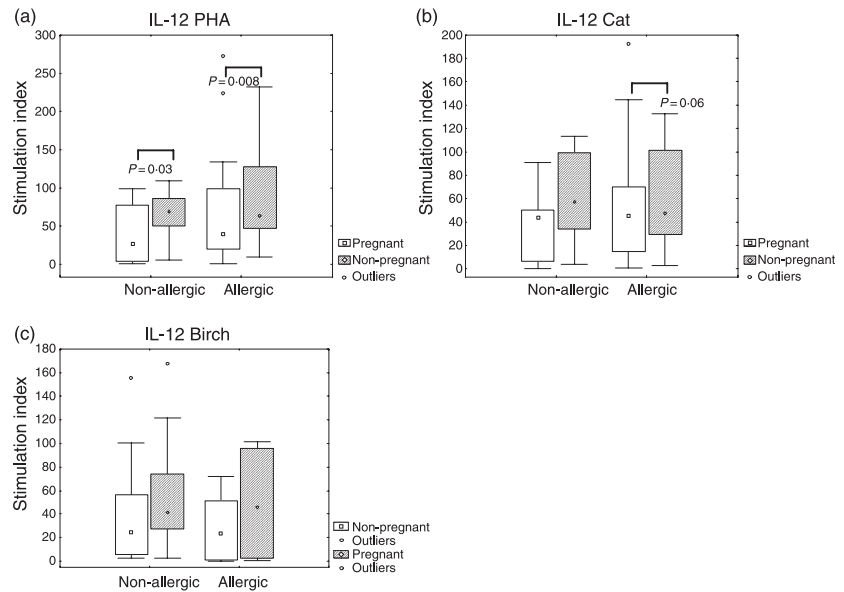 (a)
IL-12 PHA
300
250
200
150
100
50
0
Stimulation index
P = 0·03
P = 0·008
Non-allergic
Allergic
Pregnant
Non-pregnant
Outliers
(b)
IL-12 Cat
200
180
160
140
120
100
80
60
40
20
0
Stimulation index
P = 0·06
Non-allergic
Allergic
Pregnant
Non-pregnant
Outliers
(c)
IL-12 Birch
180
160
140
120
100
80
60
40
20
0
Stimulation index
Non-allergic
Allergic
Non-pregnant
Outliers
Pregnant
Outliers